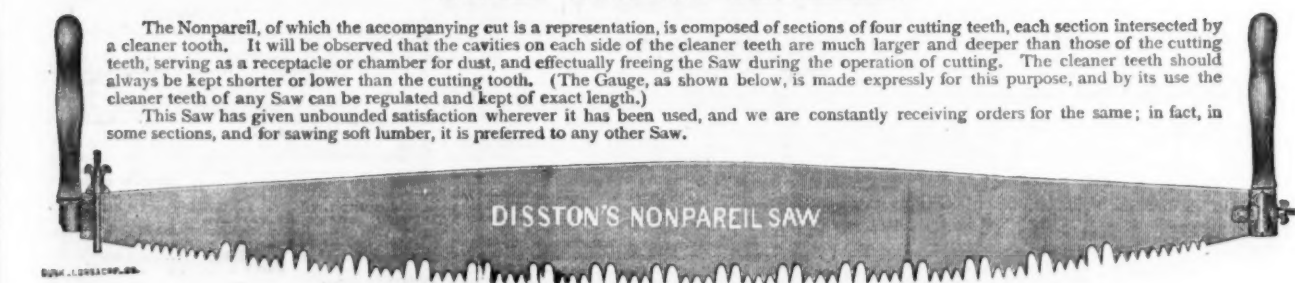 The Nonpareil, of which the accompanying cut is a representation, is composed of sections of four cutting teeth, each section intersected by
a cleaner tooth. It will be observed that the cavities on each side of the cleaner teeth are much larger and deeper than those of the cutting
teeth, serving as a receptacle or chamber for dust, and effectually freeing the Saw during the operation of cutting. The cleaner teeth should
always be kept shorter or lower than the cutting tooth. (The Gauge, as shown below, is made expressly for this purpose, and by its use the
cleaner teeth of any Saw can be regulated and kept of exact length.)
This Saw has given unbounded satisfaction wherever it has been used, and we are constantly receiving orders for the same; in fact, in
some sections, and for sawing soft lumber, it is preferred to any other Saw.
DISSTON'S NONPAREIL SAW